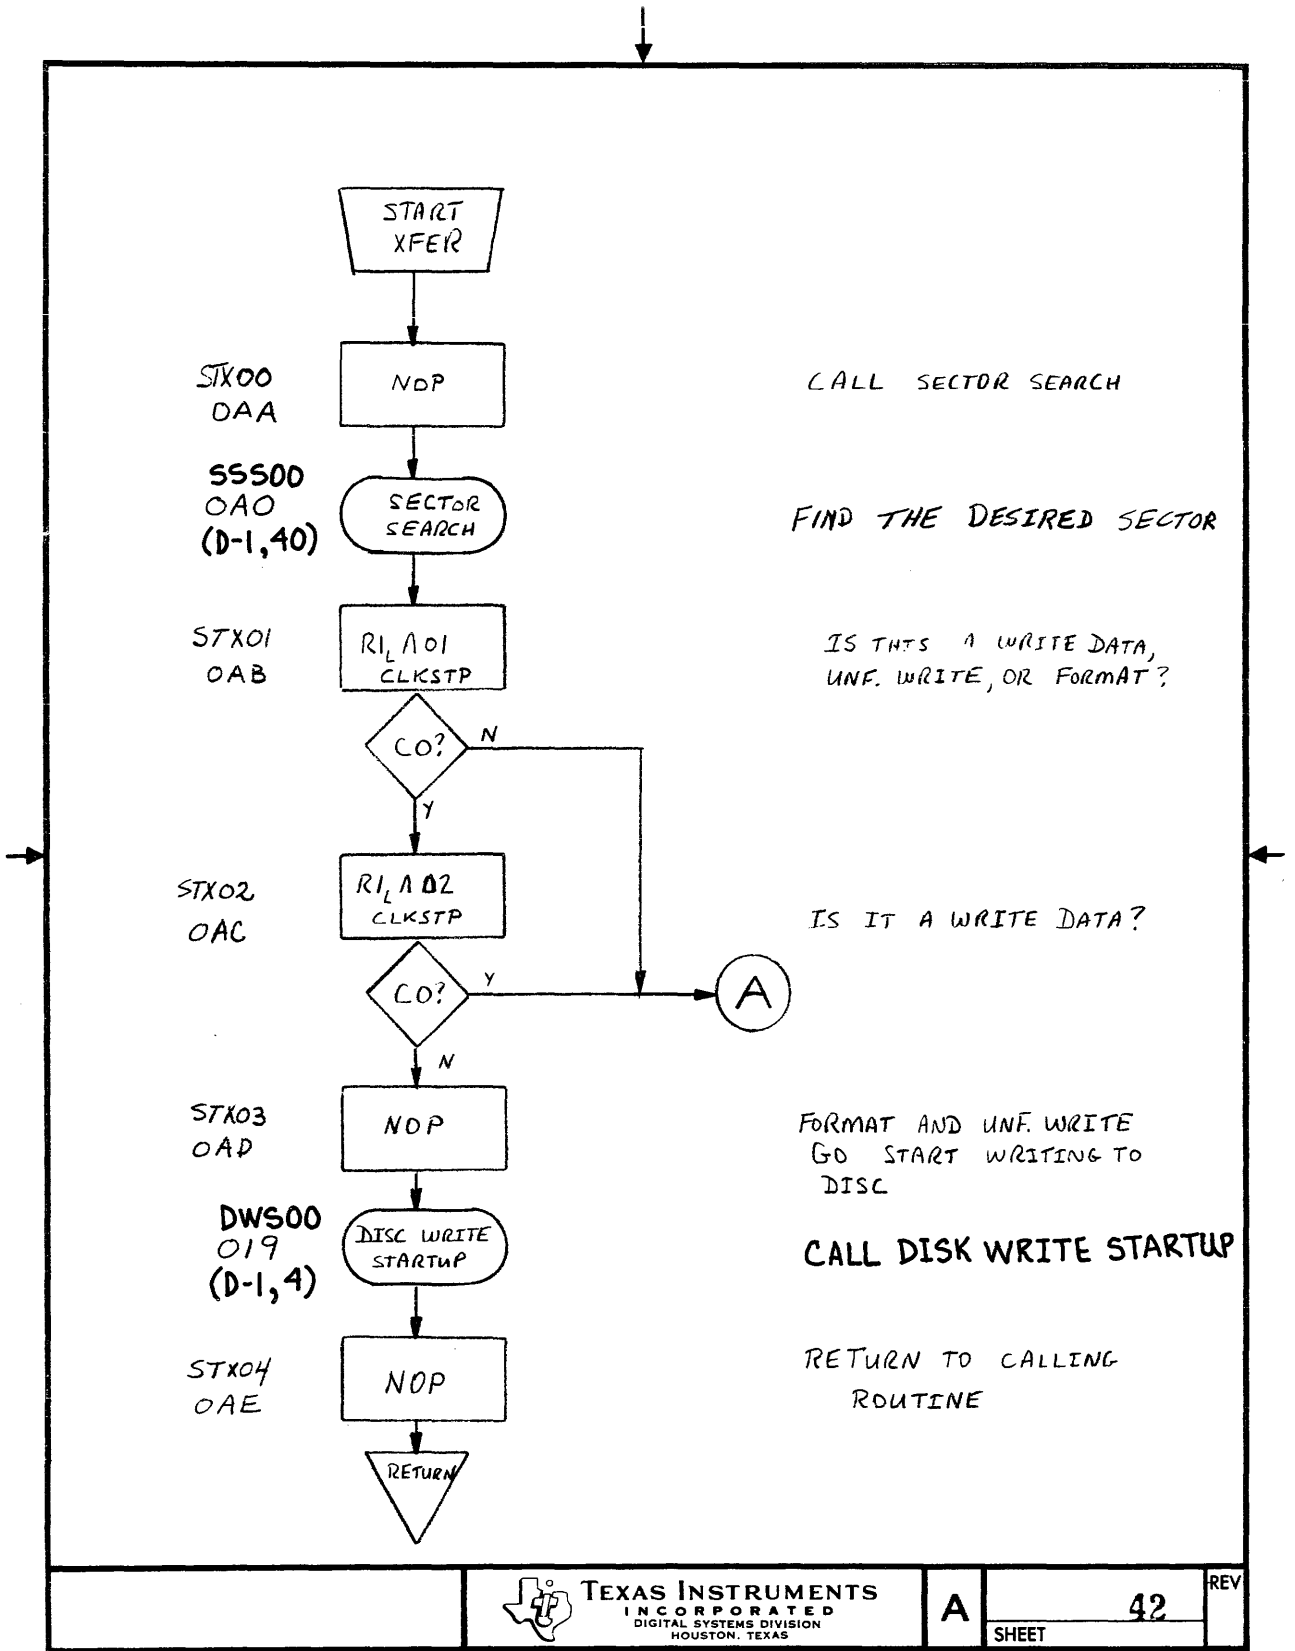 START
XFER
STX00
0AA
NOP
CALL SECTOR SEARCH
SSS00
0A0
(D-1,40)
SECTOR
SEARCH
FIND THE DESIRED SECTOR
STX01
0AB
R1L Λ 01
CLKSTP
IS THIS A WRITE DATA,
UNF. WRITE, OR FORMAT?
CO?
N
Y
STX02
0AC
R1L Λ 02
CLKSTP
IS IT A WRITE DATA?
CO?
Y
A
N
STX03
0AD
NOP
FORMAT AND UNF. WRITE
GO START WRITING TO
DISC
DWS00
019
(D-1,4)
DISC WRITE
STARTUP
CALL DISK WRITE STARTUP
STX04
0AE
NOP
RETURN TO CALLING
ROUTINE
RETURN
TEXAS INSTRUMENTS
INCORPORATED
DIGITAL SYSTEMS DIVISION
HOUSTON, TEXAS
A
42
SHEET
REV